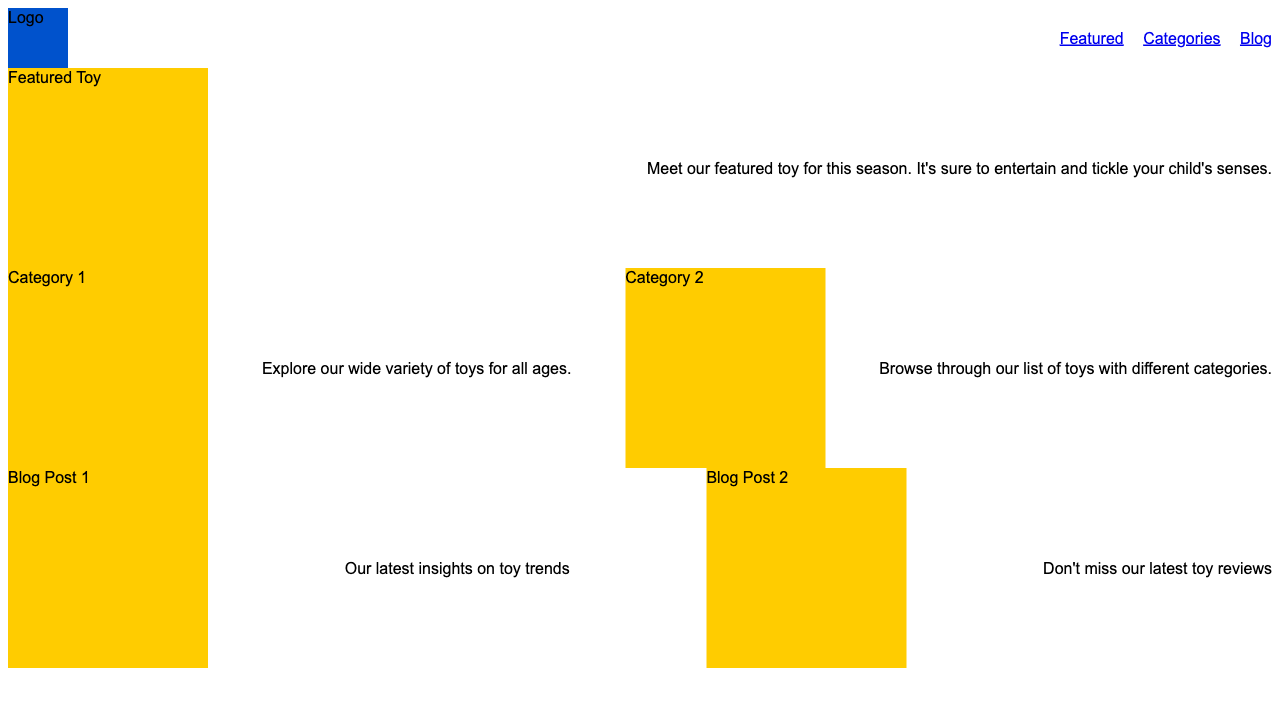 Logo
Featured Categories Blog
Featured Toy
Meet our featured toy for this season. It's sure to entertain and tickle your child's senses.
Category 1
Explore our wide variety of toys for all ages.
Category 2
Browse through our list of toys with different categories.
Blog Post 1
Our latest insights on toy trends
Blog Post 2
Don't miss our latest toy reviews